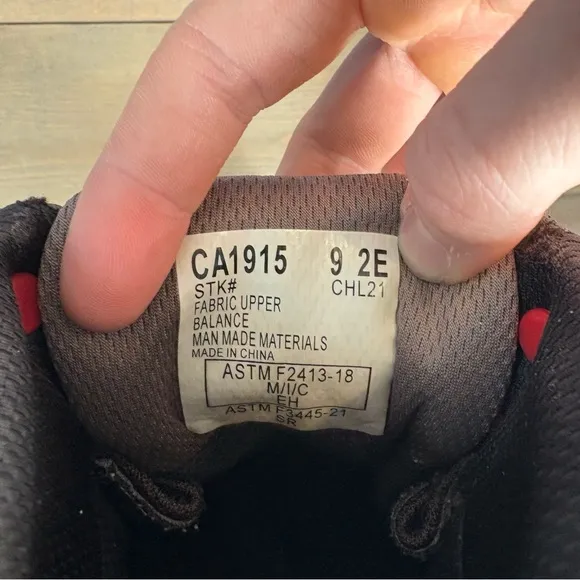 CA1915 9 2E
STK# CHL21
FABRIC UPPER
BALANCE
MAN MADE MATERIALS
MADE IN CHINA
ASTM F2413-18
M/I/C
EH
ASTM F3445-21
SR